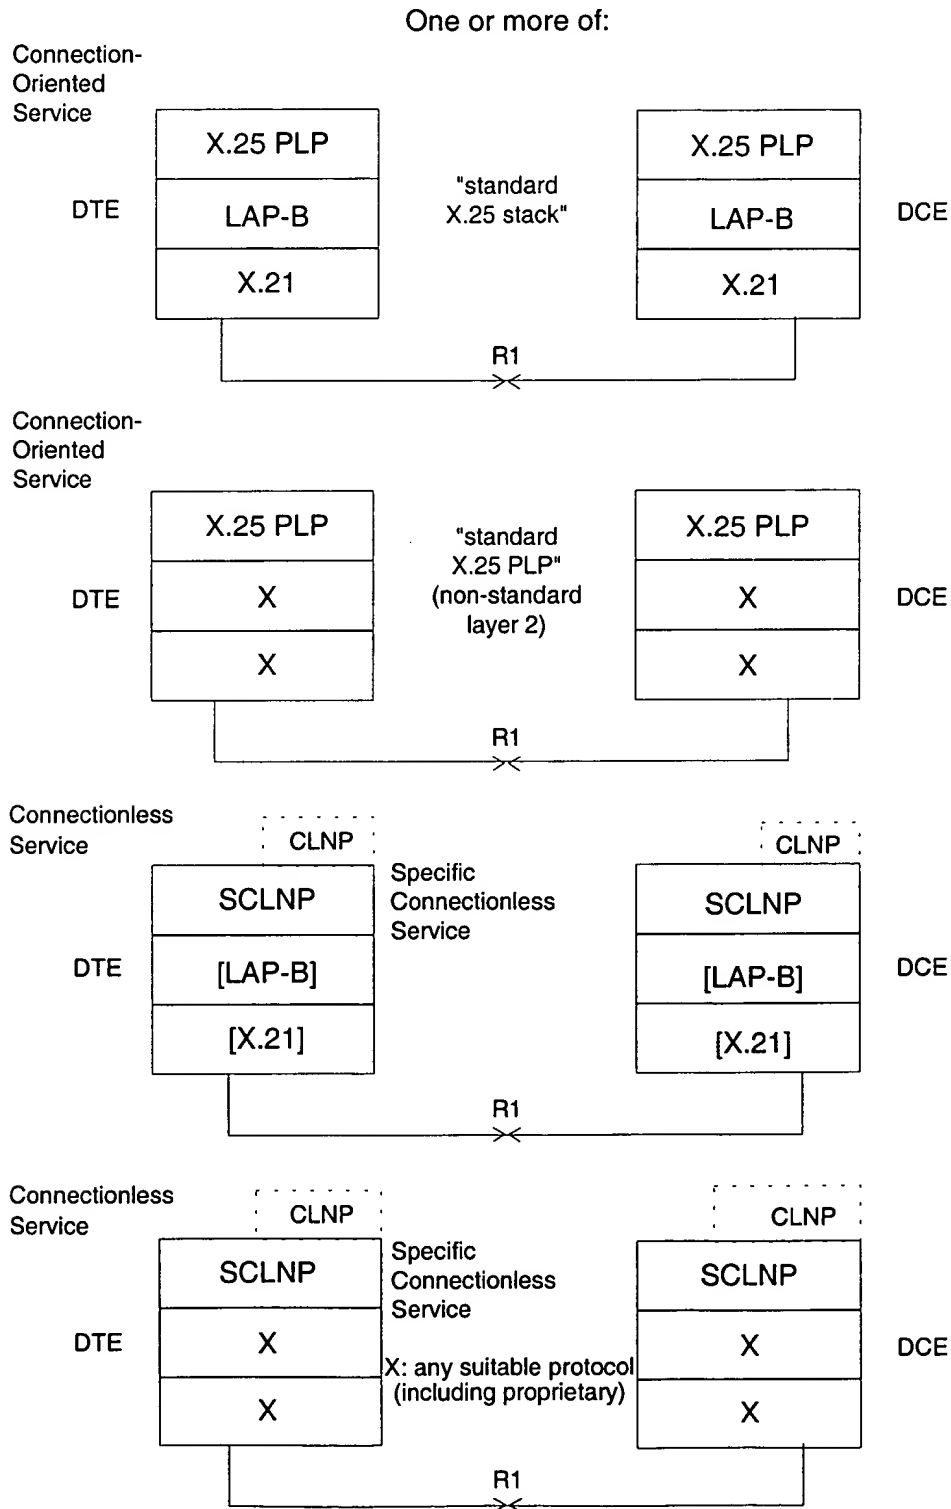 One or more of:
Connection-
Oriented
Service
X.25 PLP
X.25 PLP
DTE
LAP-B
"standard
X.25 stack"
LAP-B
DCE
X.21
X.21
R1
Connection-
Oriented
Service
X.25 PLP
X.25 PLP
DTE
X
"standard
X.25 PLP"
(non-standard
layer 2)
X
DCE
X
X
R1
Connectionless
Service
CLNP
CLNP
SCLNP
Specific
Connectionless
Service
SCLNP
DTE
[LAP-B]
[LAP-B]
DCE
[X.21]
[X.21]
R1
Connectionless
Service
CLNP
CLNP
SCLNP
Specific
Connectionless
Service
SCLNP
DTE
X
X
DCE
X: any suitable protocol
(including proprietary)
X
X
R1